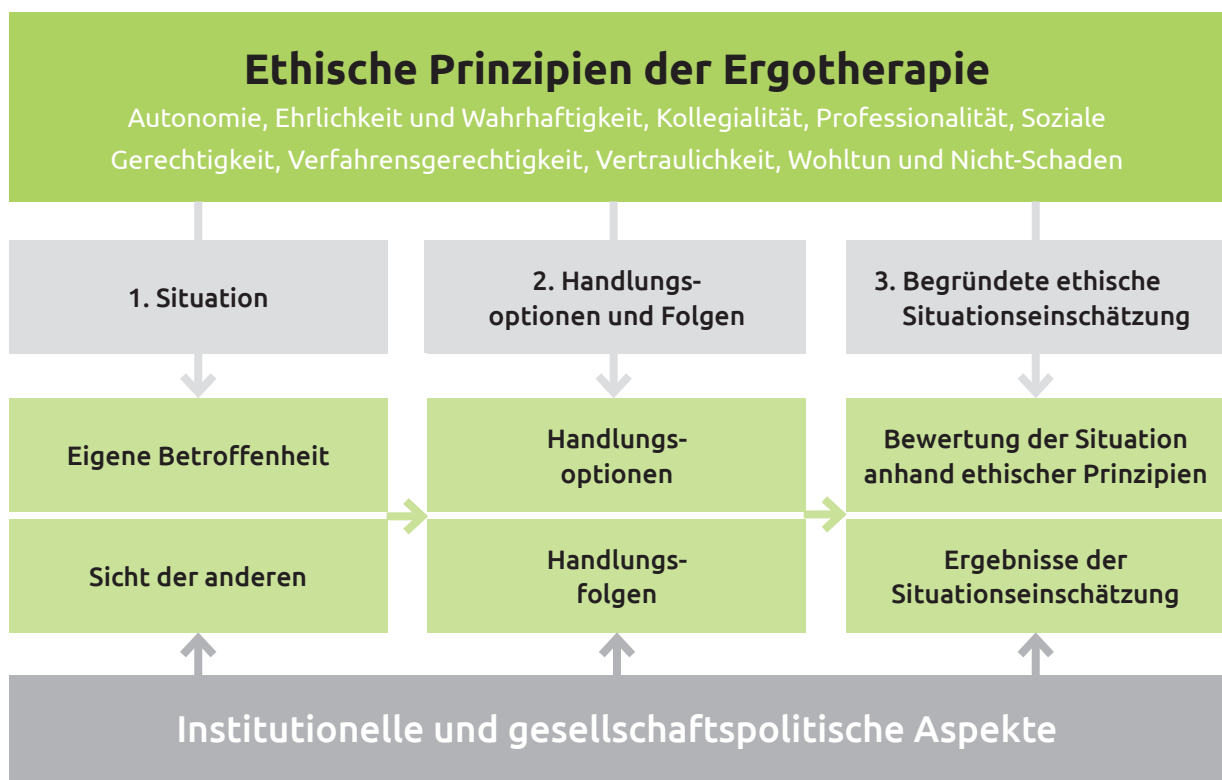 Ethische Prinzipien der Ergotherapie
Autonomie, Ehrlichkeit und Wahrhaftigkeit, Kollegialität, Professionalität, Soziale
Gerechtigkeit, Verfahrensgerechtigkeit, Vertraulichkeit, Wohltun und Nicht-Schaden
1. Situation
2. Handlungs-
optionen und Folgen
3. Begründete ethische
Situationseinschätzung
Eigene Betroffenheit
Handlungs-
optionen
Bewertung der Situation
anhand ethischer Prinzipien
Sicht der anderen
Handlungs-
folgen
Ergebnisse der
Situationseinschätzung
Institutionelle und gesellschaftspolitische Aspekte